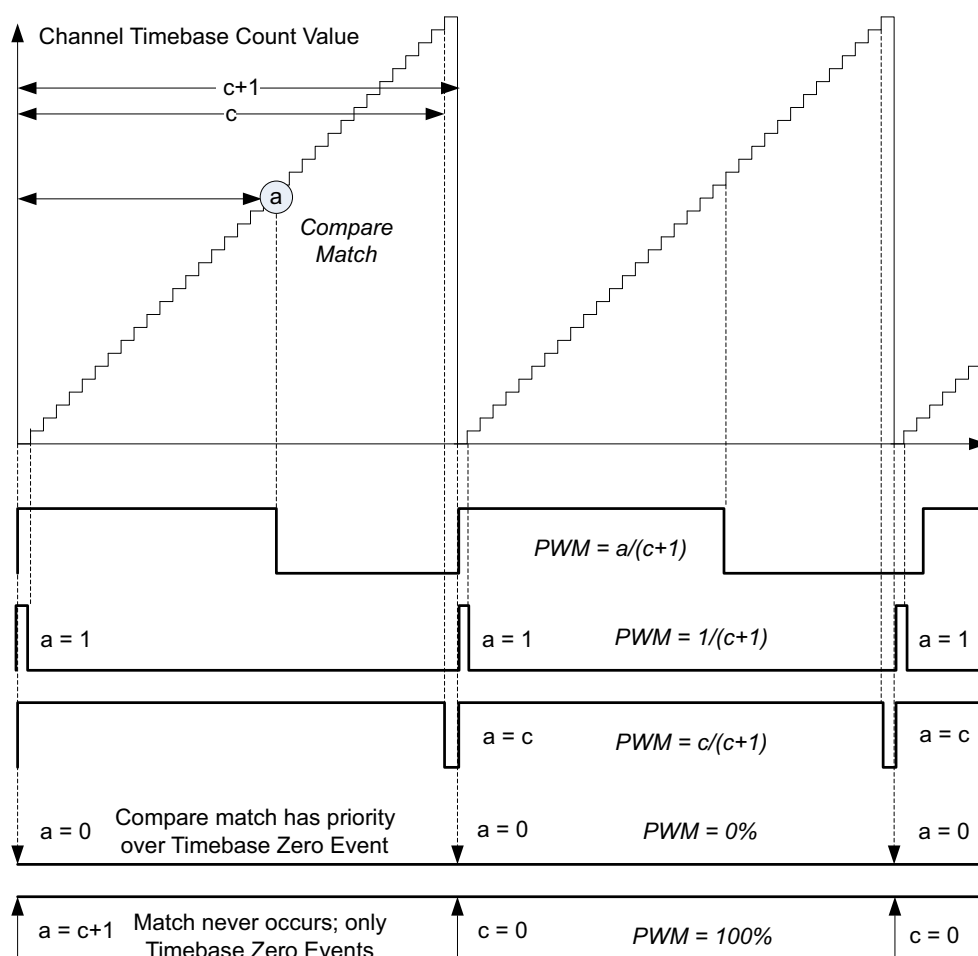 Channel Timebase Count Value
c+1
c
a
Compare
Match
PWM = a/(c+1)
a = 1
a = 1
PWM = 1/(c+1)
a = 1
a = c
PWM = c/(c+1)
a = c
a = 0
Compare match has priority
over Timebase Zero Event
a = 0
PWM = 0%
a = 0
a = c+1
Match never occurs; only
Timebase Zero Events
c = 0
PWM = 100%
c = 0